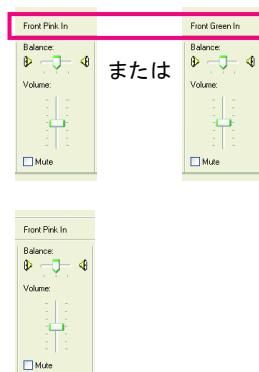 Front Pink In
Balance:
Volume:
Mute
または
Front Green In
Balance:
Volume:
Mute
Front Pink In
Balance:
Volume:
Mute